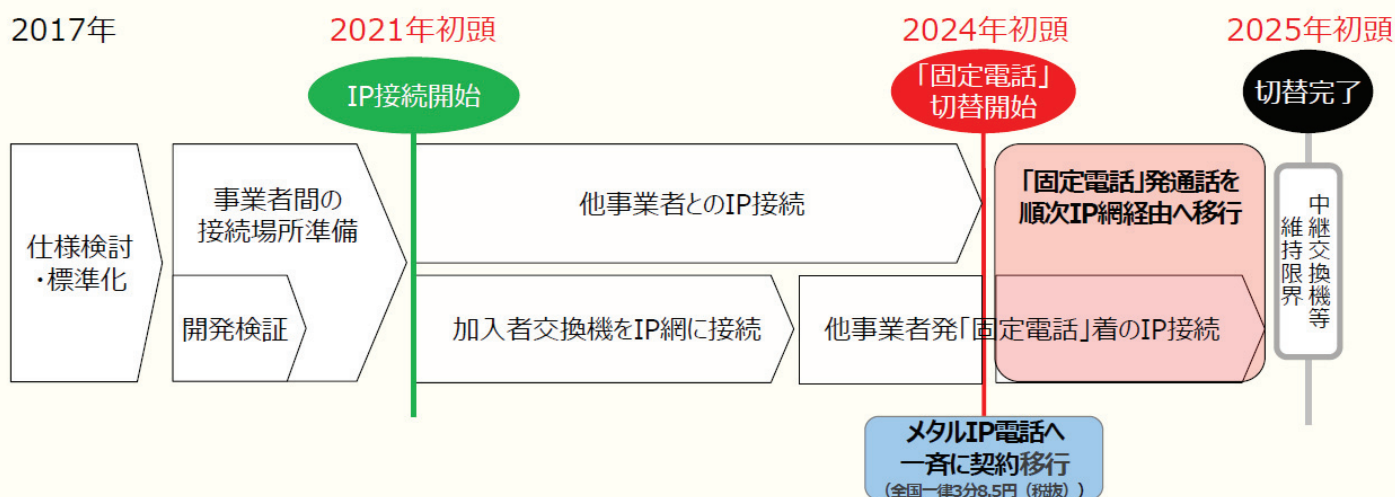 2017年
2021年初頭
2024年初頭
2025年初頭
IP接続開始
「固定電話」
切替開始
切替完了
仕様検討
・標準化
事業者間の
接続場所準備
開発検証
他事業者とのIP接続
加入者交換機をIP網に接続
他事業者発「固定電話」着のIP接続
「固定電話」発通話を
順次IP網経由へ移行
中継交換機等
維持限界
メタルIP電話へ
一斉に契約移行
（全国一律3分8.5円（税抜））